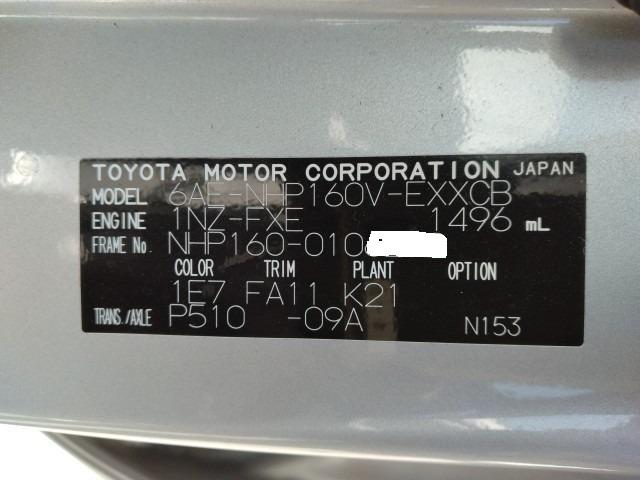 TOYOTA MOTOR CORPORATION JAPAN
MODEL 6AE-NHP160V-EXXCB
ENGINE 1NZ-FXE 1496 mL
FRAME No. NHP160-010
COLOR TRIM PLANT OPTION
1E7 FA11 K21
TRANS./AXLE P510 -09A N153